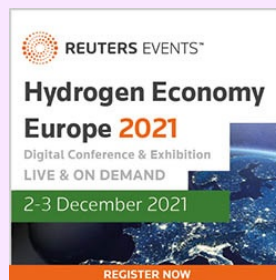 REUTERS EVENTS™
Hydrogen Economy
Europe 2021
Digital Conference & Exhibition
LIVE & ON DEMAND
2-3 December 2021
REGISTER NOW